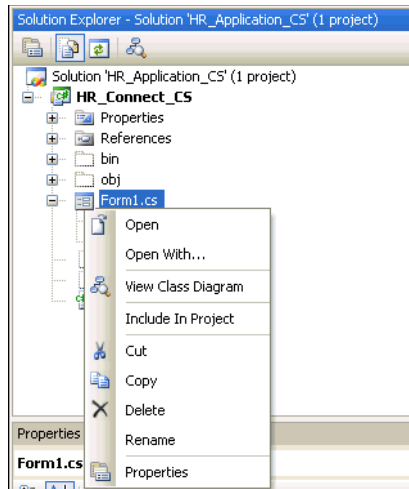 Solution Explorer - Solution 'HR_Application_CS' (1 project)
Solution 'HR_Application_CS' (1 project)
HR_Connect_CS
Properties
References
bin
obj
Form1.cs
Open
Open With...
View Class Diagram
Include In Project
Cut
Copy
Delete
Rename
Properties
Properties
Form1.cs